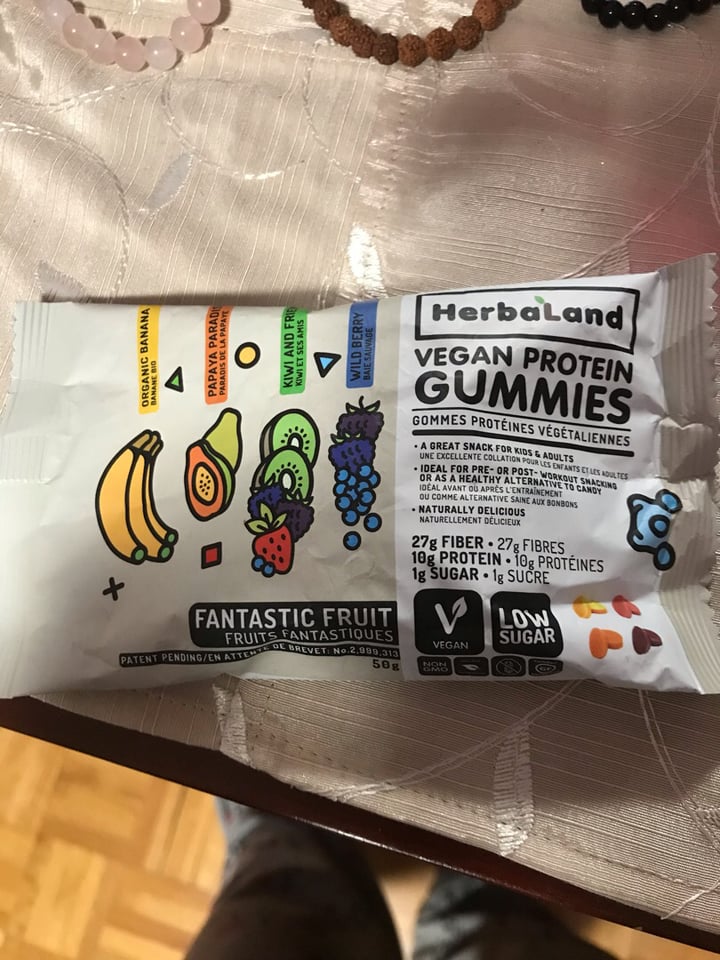 ORGANIC BANANA
BANANE BIO
PAPAYA PARADI
PARADIS DE LA PAPAYE
KIWI AND FRIE
KIWI ET SES AMIS
WILD BERRY
BAIE SAUVAGE
FANTASTIC FRUIT
FRUITS FANTASTIQUES
PATENT PENDING/EN ATTENTE DE BREVET: No.2,999,313
50g
HerbaLand
VEGAN PROTEIN
GUMMIES
GOMMES PROTÉINES VÉGÉTALIENNES
• A GREAT SNACK FOR KIDS & ADULTS
UNE EXCELLENTE COLLATION POUR LES ENFANTS ET LES ADULTES
• IDEAL FOR PRE- OR POST- WORKOUT SNACKING
OR AS A HEALTHY ALTERNATIVE TO CANDY
IDÉAL AVANT OU APRÈS L'ENTRAÎNEMENT
OU COMME ALTERNATIVE SAINE AUX BONBONS
• NATURALLY DELICIOUS
NATURELLEMENT DÉLICIEUX
27g FIBER • 27g FIBRES
10g PROTEIN • 10g PROTÉINES
1g SUGAR • 1g SUCRE
V
VEGAN
LOW
SUGAR
NON
GMO
GF